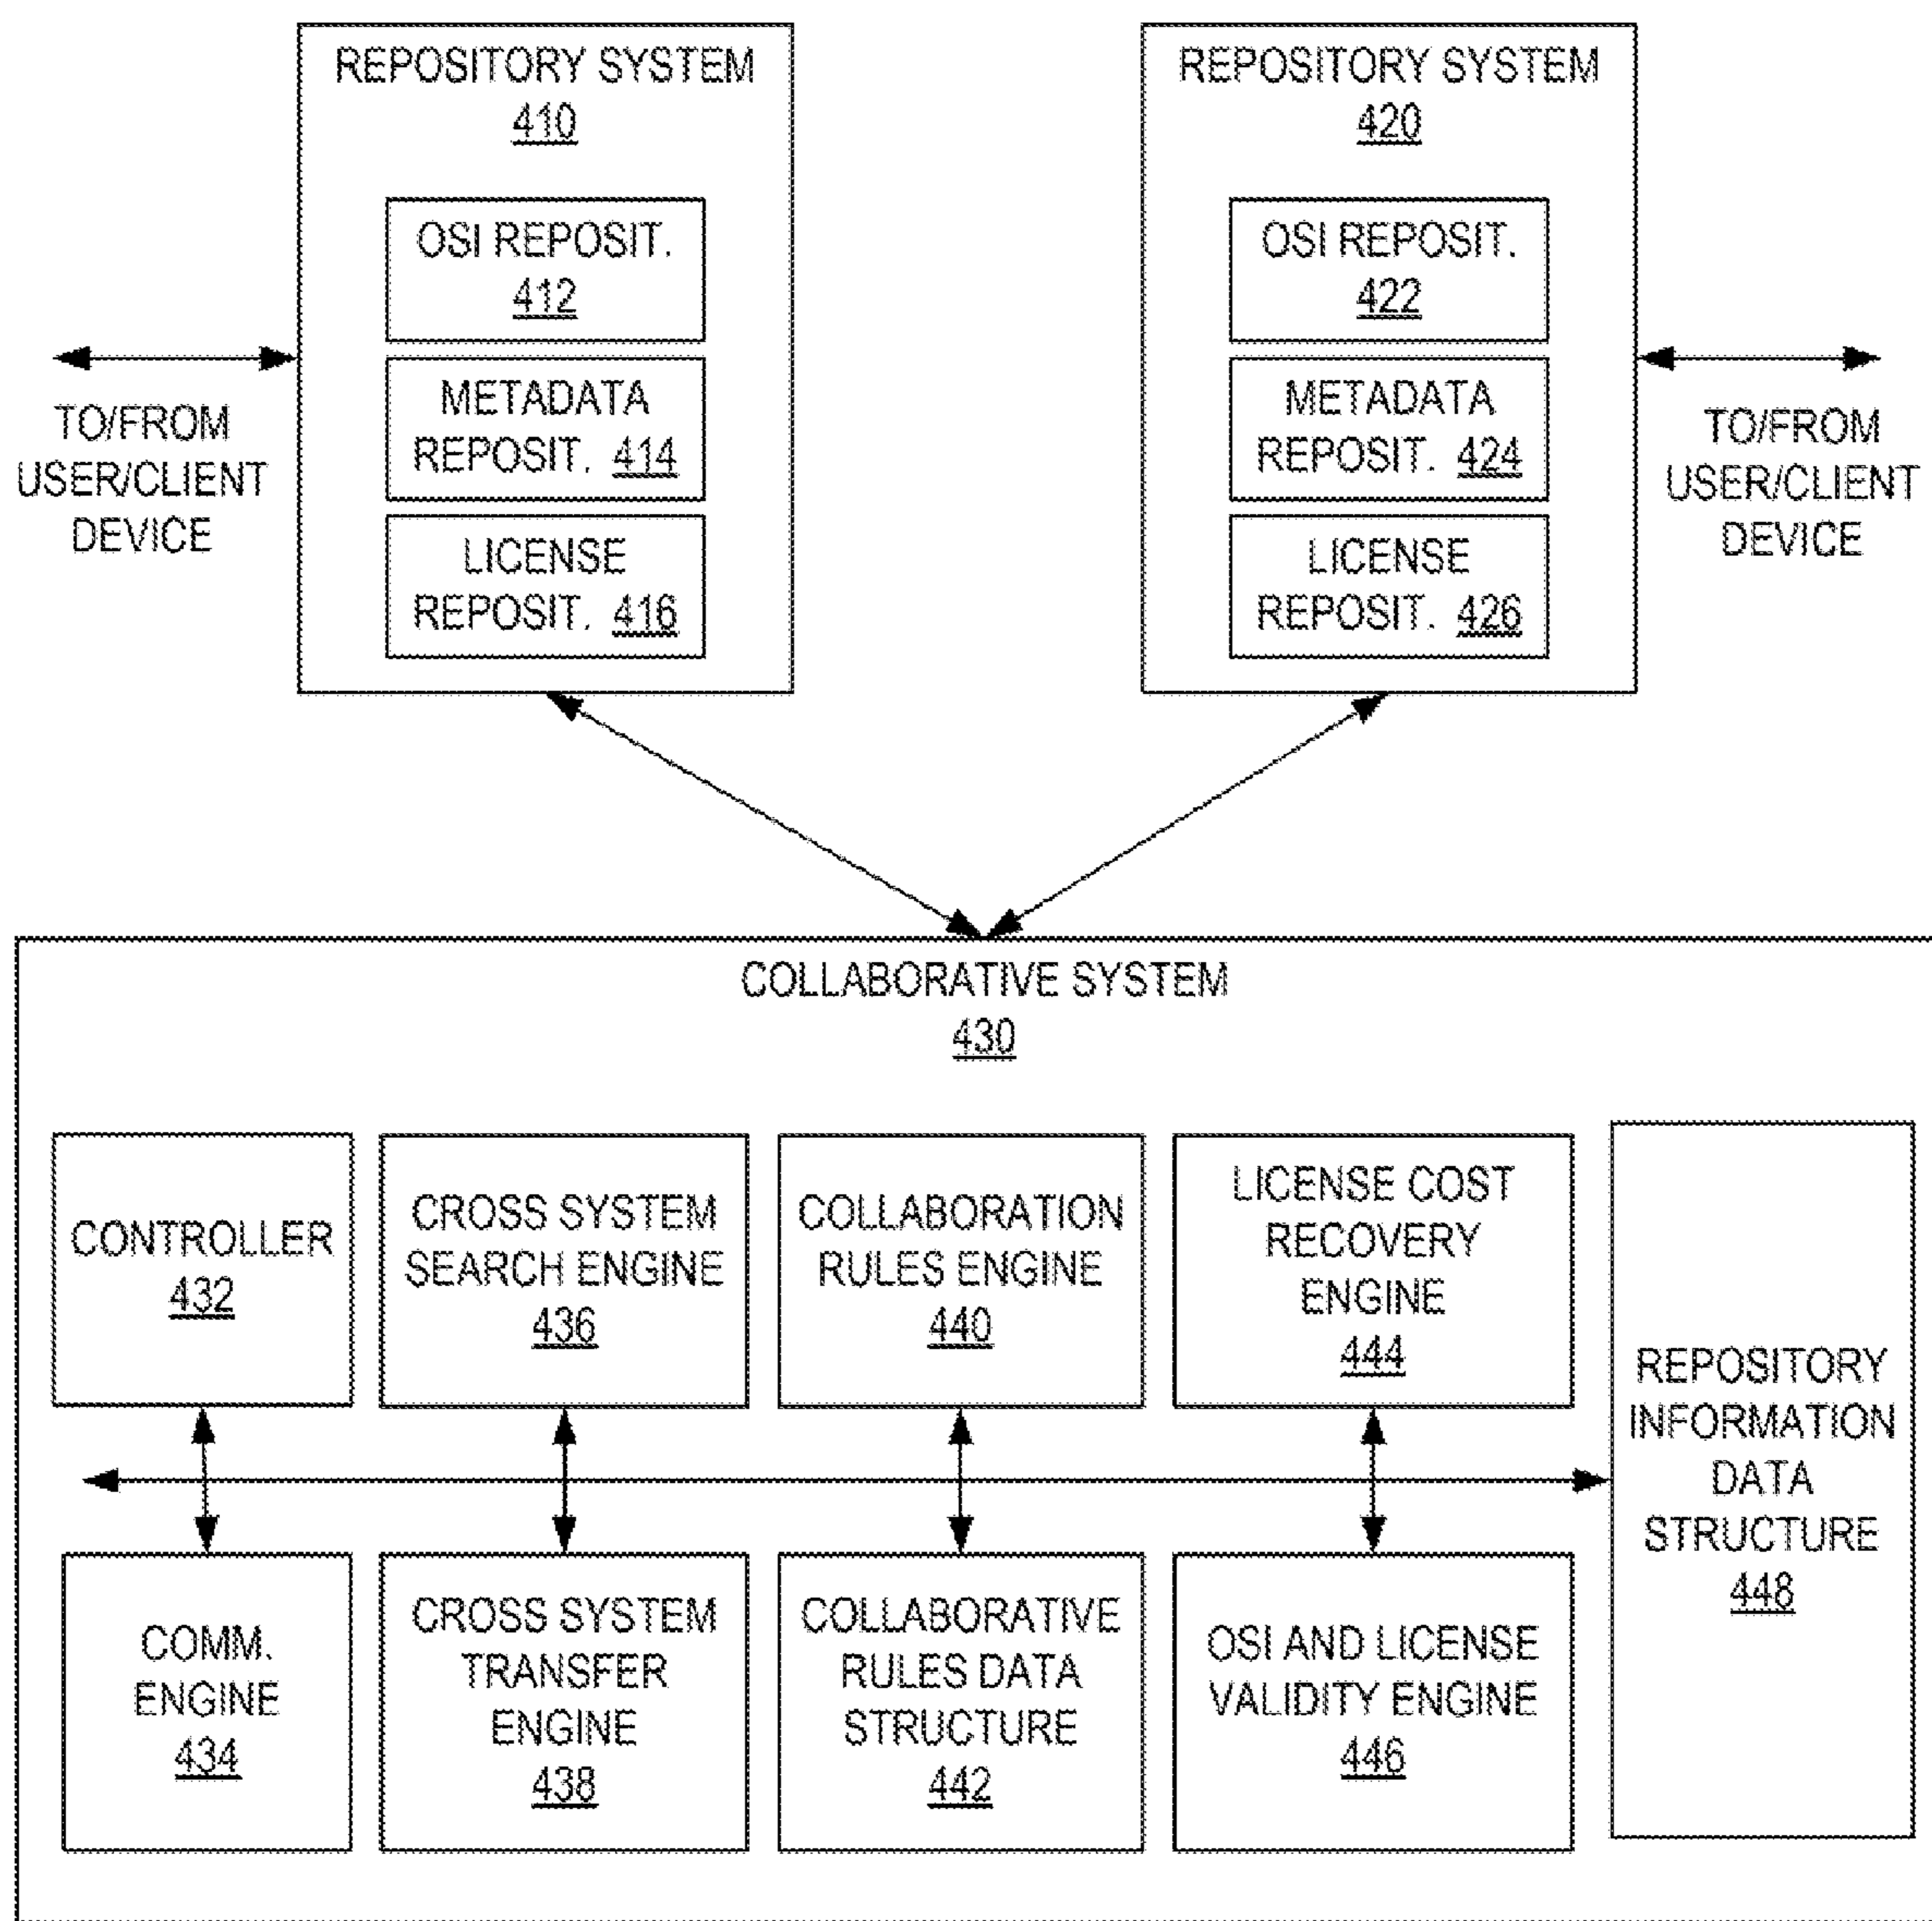 REPOSITORY SYSTEM
410
OSI REPOSIT.
412
METADATA
REPOSIT. 414
LICENSE
REPOSIT. 416
TO/FROM
USER/CLIENT
DEVICE
REPOSITORY SYSTEM
420
OSI REPOSIT.
422
METADATA
REPOSIT. 424
LICENSE
REPOSIT. 426
TO/FROM
USER/CLIENT
DEVICE
COLLABORATIVE SYSTEM
430
CONTROLLER
432
CROSS SYSTEM
SEARCH ENGINE
436
COLLABORATION
RULES ENGINE
440
LICENSE COST
RECOVERY
ENGINE
444
REPOSITORY
INFORMATION
DATA
STRUCTURE
448
COMM.
ENGINE
434
CROSS SYSTEM
TRANSFER
ENGINE
438
COLLABORATIVE
RULES DATA
STRUCTURE
442
OSI AND LICENSE
VALIDITY ENGINE
446